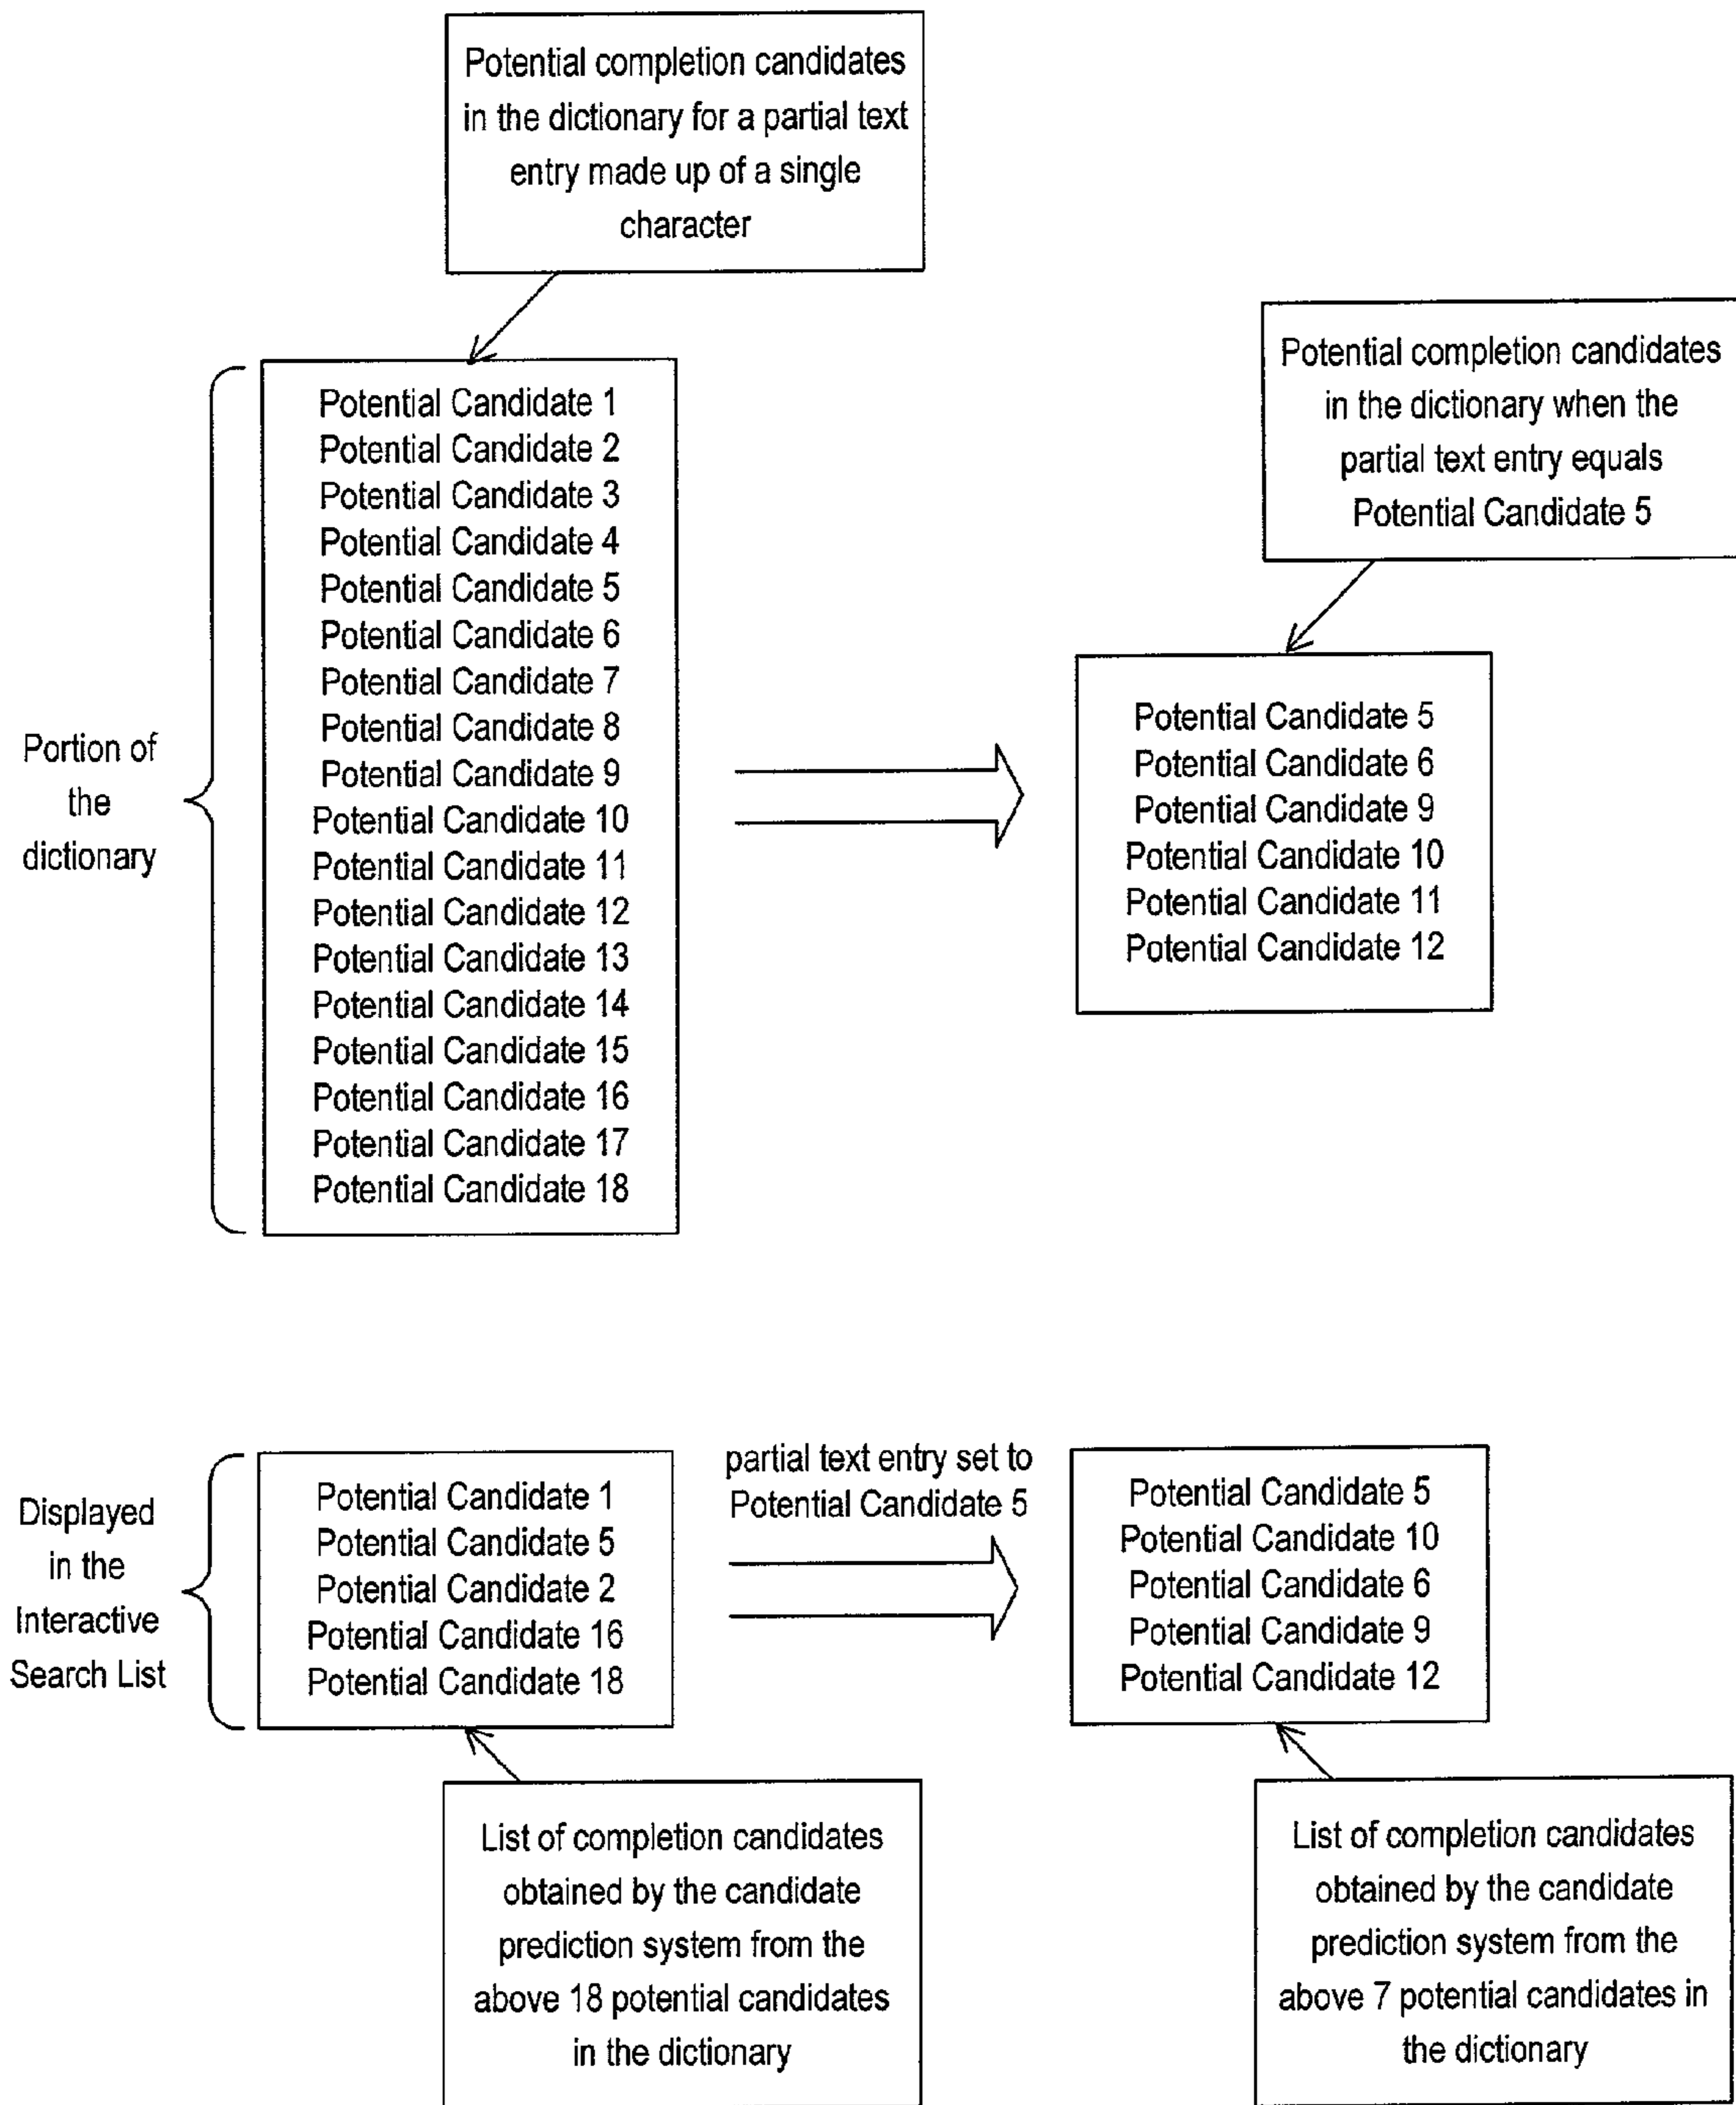 Potential completion candidates
in the dictionary for a partial text
entry made up of a single
character
Potential completion candidates
in the dictionary when the
partial text entry equals
Potential Candidate 5
Portion of
the
dictionary
Potential Candidate 1
Potential Candidate 2
Potential Candidate 3
Potential Candidate 4
Potential Candidate 5
Potential Candidate 6
Potential Candidate 7
Potential Candidate 8
Potential Candidate 9
Potential Candidate 10
Potential Candidate 11
Potential Candidate 12
Potential Candidate 13
Potential Candidate 14
Potential Candidate 15
Potential Candidate 16
Potential Candidate 17
Potential Candidate 18
Potential Candidate 5
Potential Candidate 6
Potential Candidate 9
Potential Candidate 10
Potential Candidate 11
Potential Candidate 12
Displayed
in the
Interactive
Search List
Potential Candidate 1
Potential Candidate 5
Potential Candidate 2
Potential Candidate 16
Potential Candidate 18
partial text entry set to
Potential Candidate 5
Potential Candidate 5
Potential Candidate 10
Potential Candidate 6
Potential Candidate 9
Potential Candidate 12
List of completion candidates
obtained by the candidate
prediction system from the
above 18 potential candidates
in the dictionary
List of completion candidates
obtained by the candidate
prediction system from the
above 7 potential candidates in
the dictionary